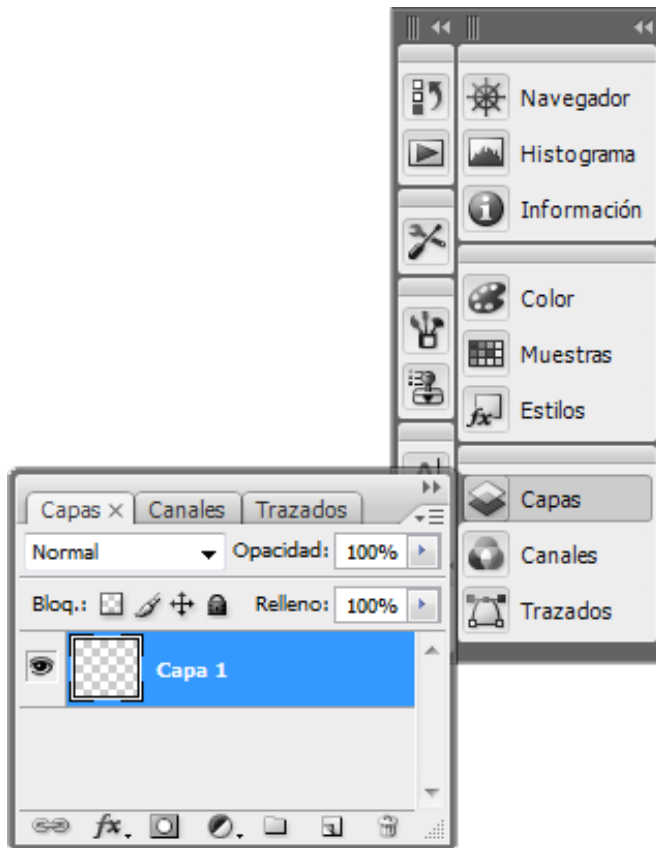 Navegador
Histograma
Información
Color
Muestras
fx Estilos
Capas
Canales
Trazados
Capas × Canales Trazados
Normal Opacidad: 100%
Bloq.: Relleno: 100%
Capa 1
fx.